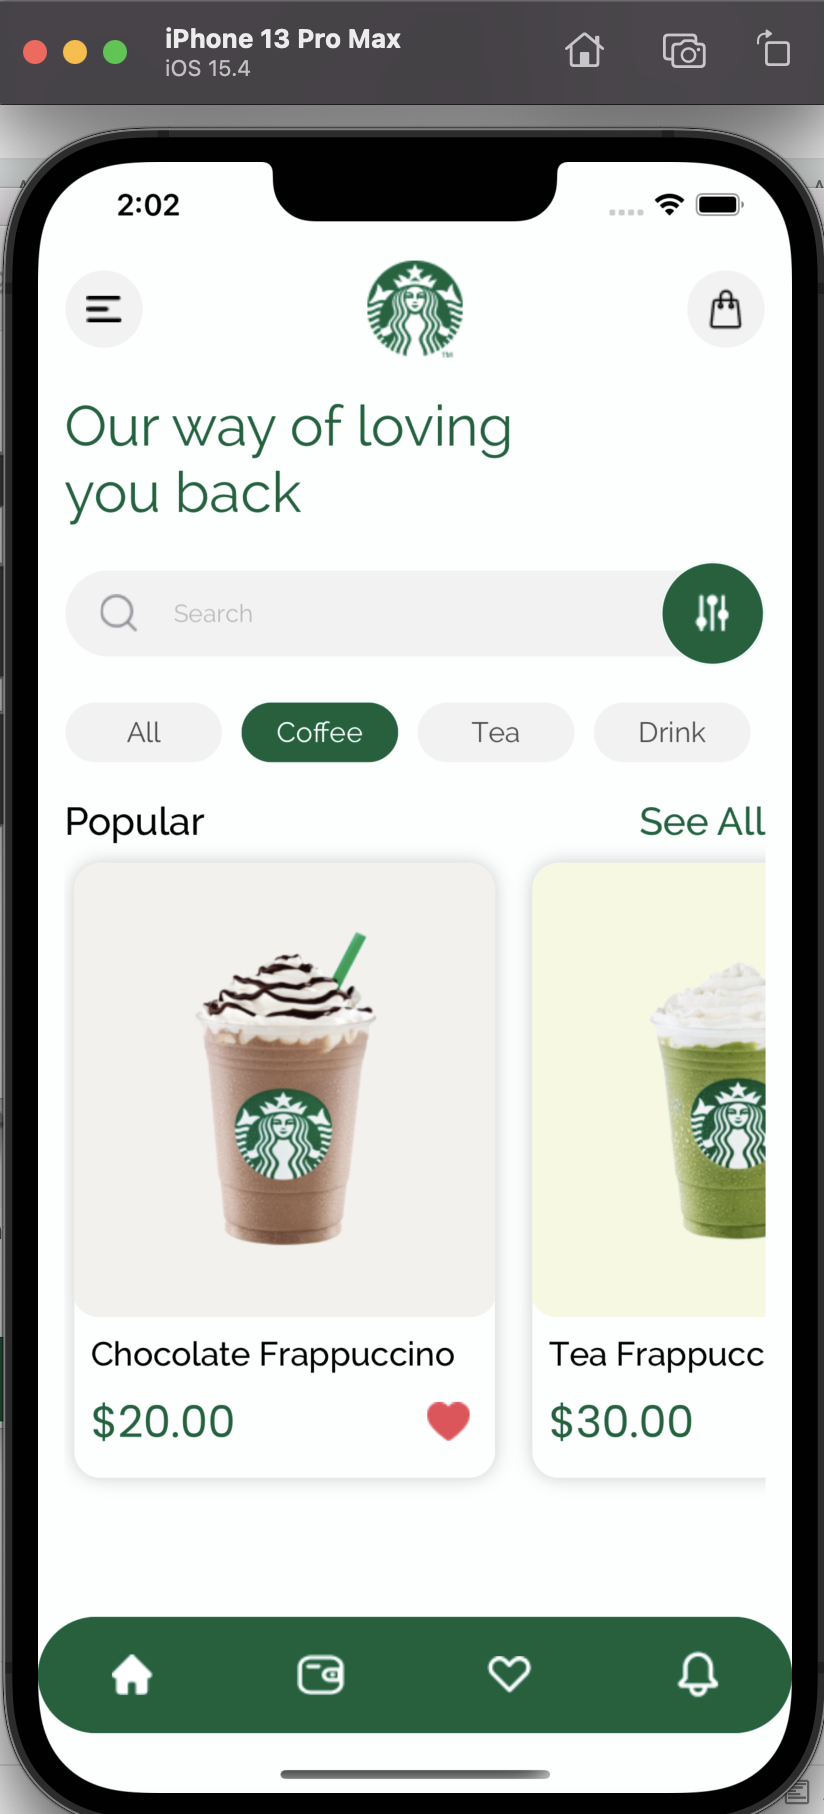 iPhone 13 Pro Max
iOS 15.4
2:02
TM
Our way of loving
you back
Search
All Coffee Tea Drink
Popular See All
Chocolate Frappuccino Tea Frappucc
$20.00 $30.00